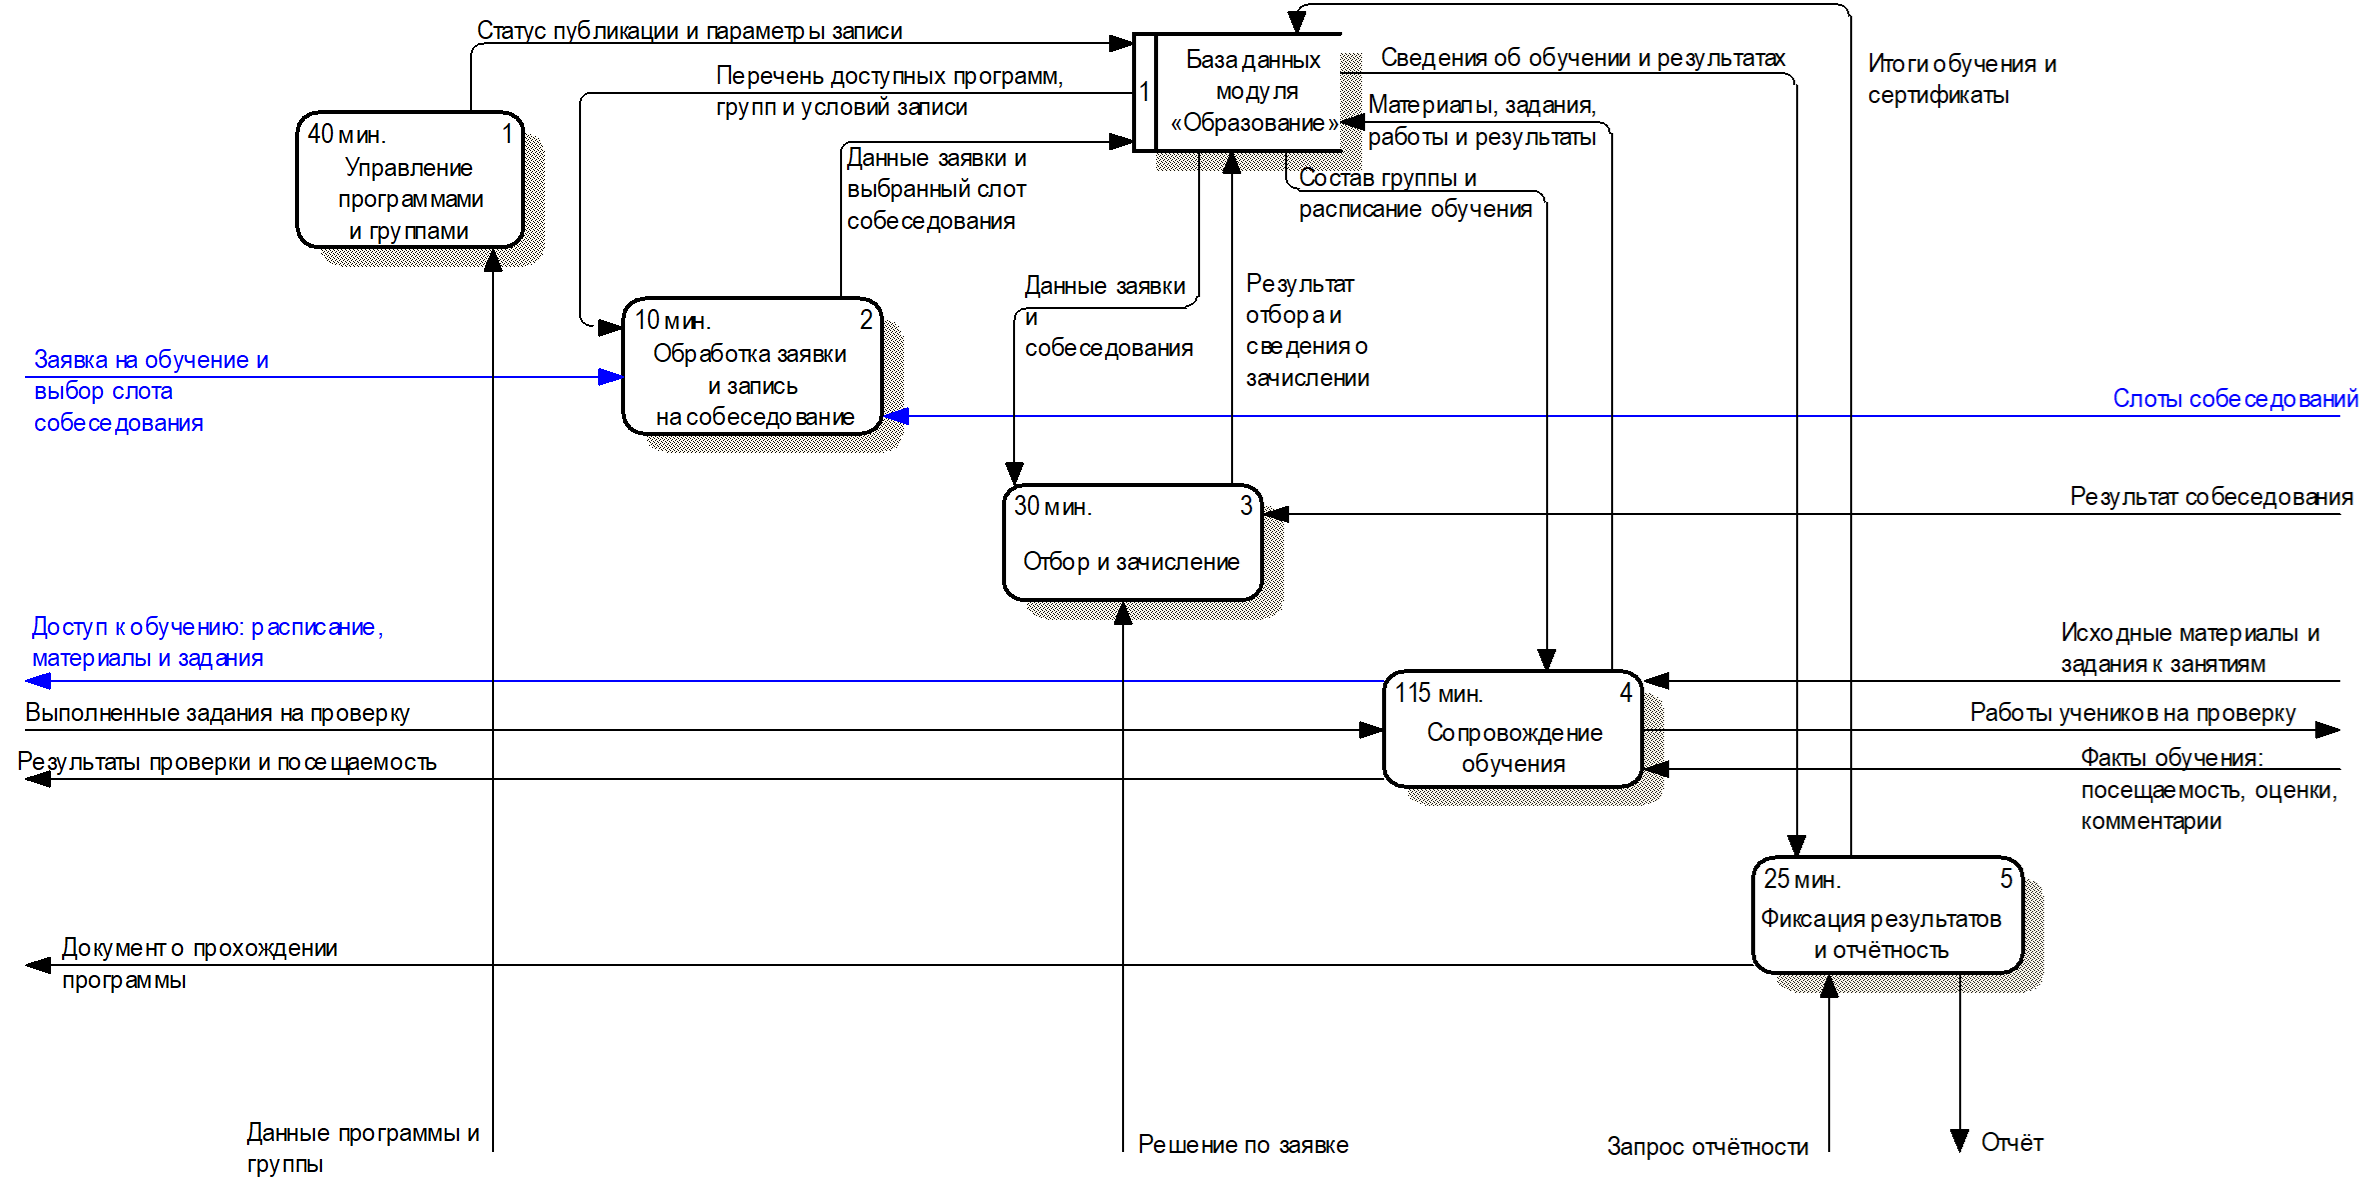 Статус публикации и параметры записи
Перечень доступных программ,
групп и условий записи
1
База данных
модуля
«Образование»
Сведения об обучении и результатах
Материалы, задания,
работы и результаты
Итоги обучения и
сертификаты
40 мин.
1
Управление
программами
и группами
Данные заявки и
выбранный слот
собеседования
Состав группы и
расписание обучения
Данные заявки
и
собеседования
Результат
отбора и
сведения о
зачислении
10 мин.
2
Обработка заявки
и запись
на собеседование
Заявка на обучение и
выбор слота
собеседования
Слоты собеседований
30 мин.
3
Отбор и зачисление
Результат собеседования
Доступ к обучению: расписание,
материалы и задания
Исходные материалы и
задания к занятиям
115 мин.
4
Сопровождение
обучения
Выполненные задания на проверку
Работы учеников на проверку
Результаты проверки и посещаемость
Факты обучения:
посещаемость, оценки,
комментарии
25 мин.
5
Фиксация результатов
и отчётность
Документ о прохождении
программы
Данные программы и
группы
Решение по заявке
Запрос отчётности
Отчёт